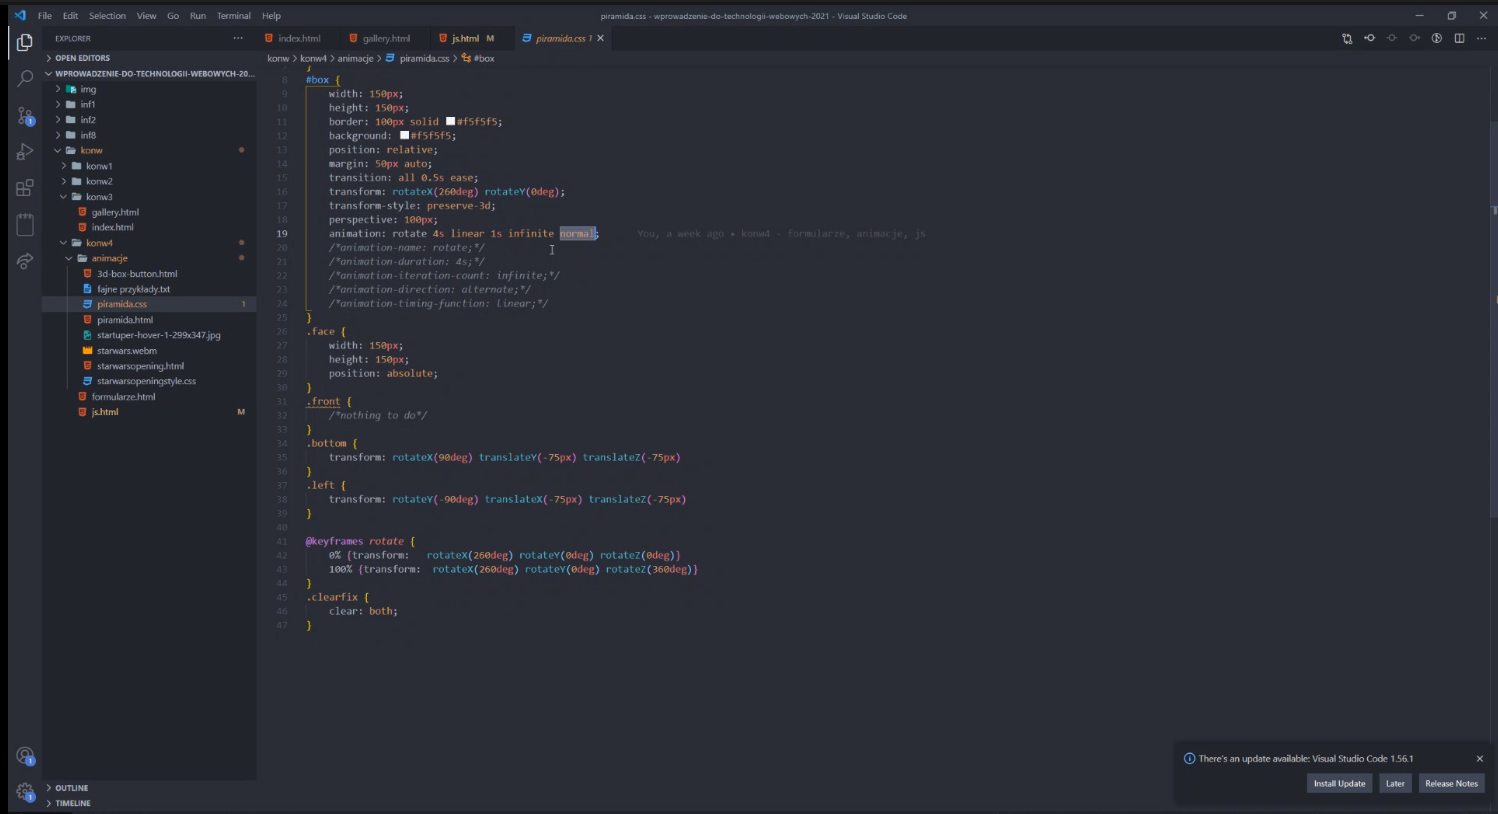 File Edit Selection View Go Run Terminal Help
piramida.css - wprowadzenie-do-technologii-webowych-2021 - Visual Studio Code
EXPLORER
index.html
gallery.html
js.html M
piramida.css 1
OPEN EDITORS
WPROWADZENIE-DO-TECHNOLOGII-WEBOWYCH-20...
img
inf1
inf2
inf8
konw
konw1
konw2
konw3
gallery.html
index.html
konw4
animacje
3d-box-button.html
fajne przykłady.txt
piramida.css 1
piramida.html
startuper-hover-1-299x347.jpg
starwars.webm
starwarsopening.html
starwarsopeningstyle.css
formularze.html
js.html M
OUTLINE
TIMELINE
1
1
1
konw > konw4 > animacje > piramida.css > #box
}
8 #box {
9 width: 150px;
10 height: 150px;
11 border: 100px solid #f5f5f5;
12 background: #f5f5f5;
13 position: relative;
14 margin: 50px auto;
15 transition: all 0.5s ease;
16 transform: rotateX(260deg) rotateY(0deg);
17 transform-style: preserve-3d;
18 perspective: 100px;
19 animation: rotate 4s linear 1s infinite normal; You, a week ago • konw4 - formularze, animacje, js
20 /*animation-name: rotate;*/
21 /*animation-duration: 4s;*/
22 /*animation-iteration-count: infinite;*/
23 /*animation-direction: alternate;*/
24 /*animation-timing-function: linear;*/
25 }
26 .face {
27 width: 150px;
28 height: 150px;
29 position: absolute;
30 }
31 .front {
32 /*nothing to do*/
33 }
34 .bottom {
35 transform: rotateX(90deg) translateY(-75px) translateZ(-75px)
36 }
37 .left {
38 transform: rotateY(-90deg) translateX(-75px) translateZ(-75px)
39 }
40
41 @keyframes rotate {
42 0% {transform: rotateX(260deg) rotateY(0deg) rotateZ(0deg)}
43 100% {transform: rotateX(260deg) rotateY(0deg) rotateZ(360deg)}
44 }
45 .clearfix {
46 clear: both;
47 }
There's an update available: Visual Studio Code 1.56.1
Install Update Later Release Notes